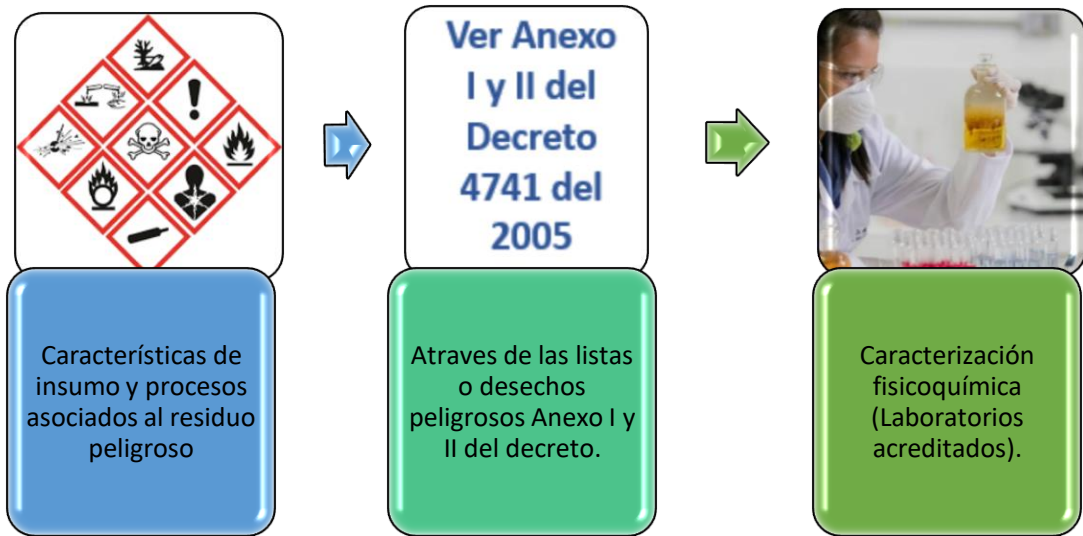 Ver Anexo
I y II del
Decreto
4741 del
2005
Características de
insumo y procesos
asociados al residuo
peligroso
Atraves de las listas
o desechos
peligrosos Anexo I y
II del decreto.
Caracterización
fisicoquímica
(Laboratorios
acreditados).